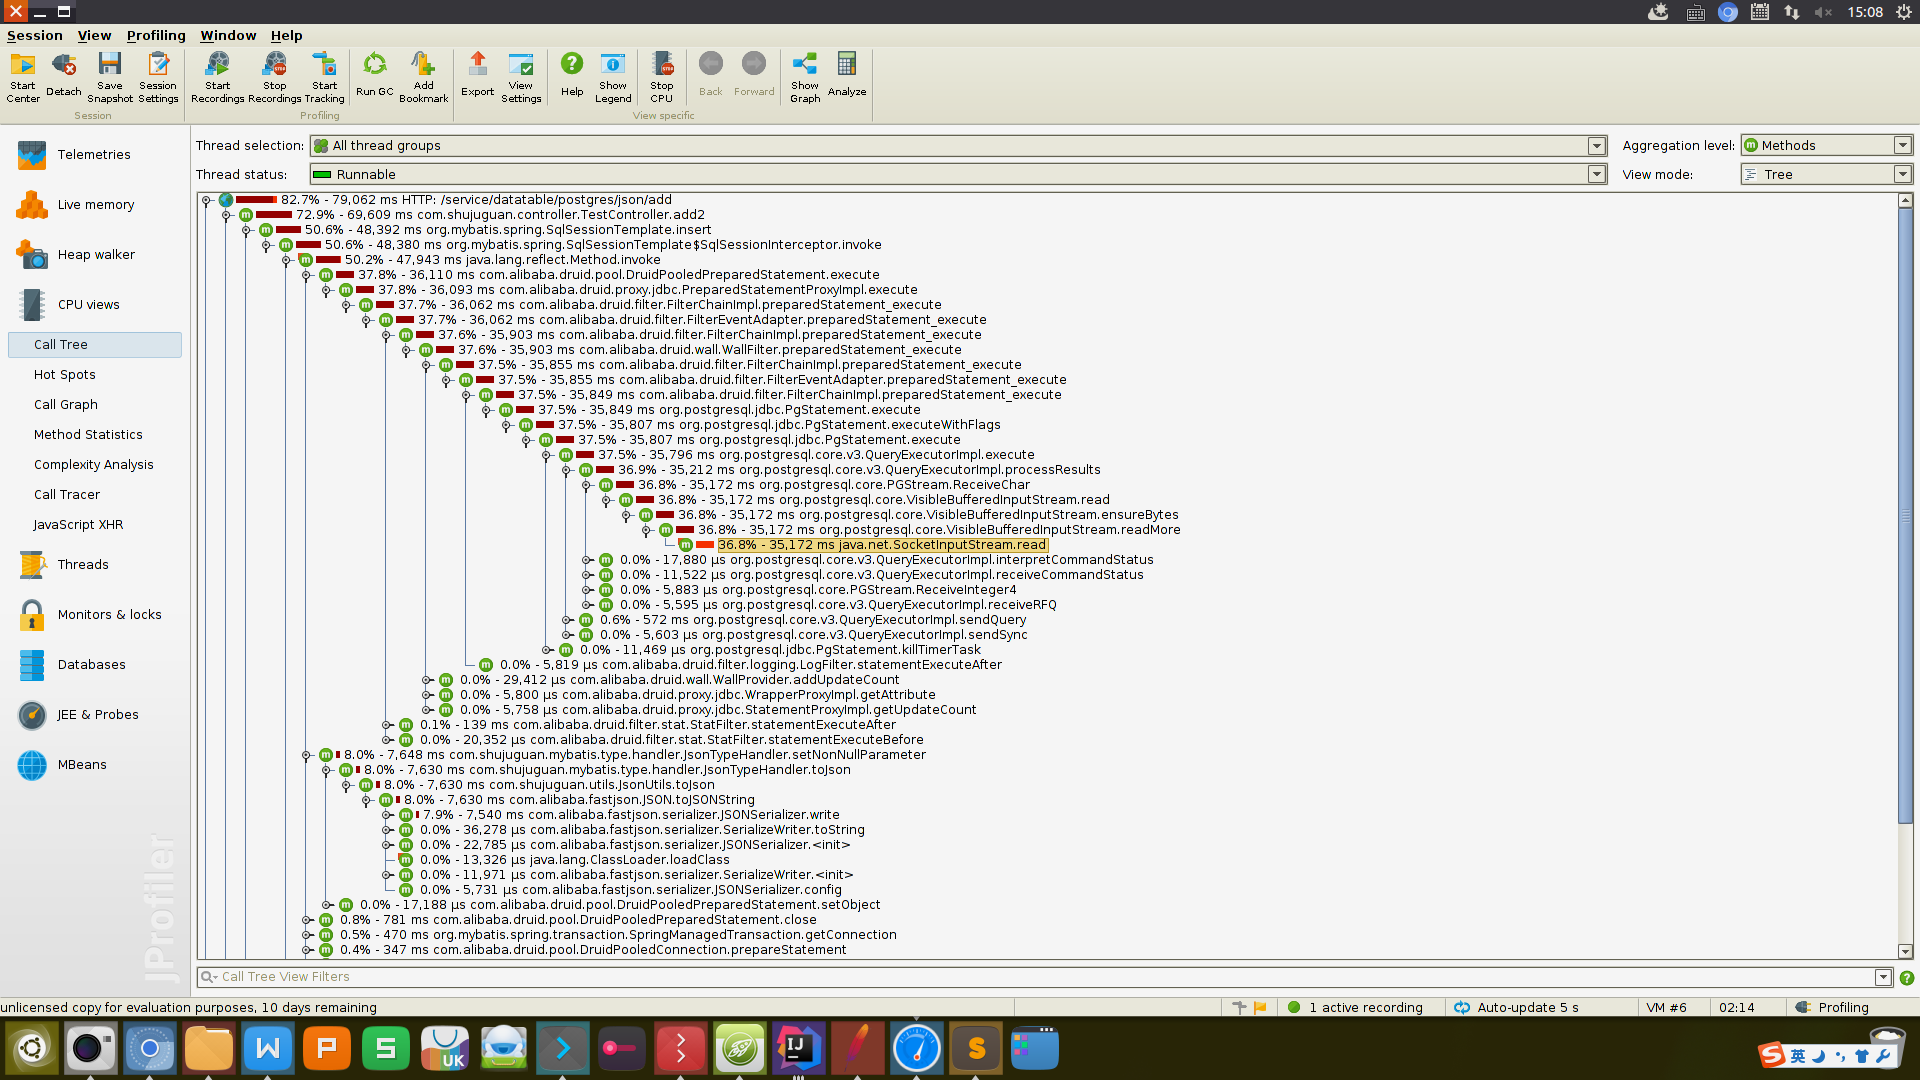 15:08
Session View Profiling Window Help
Start Center
Detach
Save Snapshot
Session Settings
Start Recordings
Stop Recordings
Start Tracking
Run GC
Add Bookmark
Export
View Settings
Help
Show Legend
Stop CPU
Back
Forward
Show Graph
Analyze
Session
Profiling
View specific
Telemetries
Live memory
Heap walker
CPU views
Call Tree
Hot Spots
Call Graph
Method Statistics
Complexity Analysis
Call Tracer
JavaScript XHR
Threads
Monitors & locks
Databases
JEE & Probes
MBeans
JProfiler
Thread selection: All thread groups
Aggregation level: Methods
Thread status: Runnable
View mode: Tree
82.7% - 79,062 ms HTTP: /service/datatable/postgres/json/add
72.9% - 69,609 ms com.shujuguan.controller.TestController.add2
50.6% - 48,392 ms org.mybatis.spring.SqlSessionTemplate.insert
50.6% - 48,380 ms org.mybatis.spring.SqlSessionTemplate$SqlSessionInterceptor.invoke
50.2% - 47,943 ms java.lang.reflect.Method.invoke
37.8% - 36,110 ms com.alibaba.druid.pool.DruidPooledPreparedStatement.execute
37.8% - 36,093 ms com.alibaba.druid.proxy.jdbc.PreparedStatementProxyImpl.execute
37.7% - 36,062 ms com.alibaba.druid.filter.FilterChainImpl.preparedStatement_execute
37.7% - 36,062 ms com.alibaba.druid.filter.FilterEventAdapter.preparedStatement_execute
37.6% - 35,903 ms com.alibaba.druid.filter.FilterChainImpl.preparedStatement_execute
37.6% - 35,903 ms com.alibaba.druid.wall.WallFilter.preparedStatement_execute
37.5% - 35,855 ms com.alibaba.druid.filter.FilterChainImpl.preparedStatement_execute
37.5% - 35,855 ms com.alibaba.druid.filter.FilterEventAdapter.preparedStatement_execute
37.5% - 35,849 ms com.alibaba.druid.filter.FilterChainImpl.preparedStatement_execute
37.5% - 35,849 ms org.postgresql.jdbc.PgStatement.execute
37.5% - 35,807 ms org.postgresql.jdbc.PgStatement.executeWithFlags
37.5% - 35,807 ms org.postgresql.jdbc.PgStatement.execute
37.5% - 35,796 ms org.postgresql.core.v3.QueryExecutorImpl.execute
36.9% - 35,212 ms org.postgresql.core.v3.QueryExecutorImpl.processResults
36.8% - 35,172 ms org.postgresql.core.PGStream.ReceiveChar
36.8% - 35,172 ms org.postgresql.core.VisibleBufferedInputStream.read
36.8% - 35,172 ms org.postgresql.core.VisibleBufferedInputStream.ensureBytes
36.8% - 35,172 ms org.postgresql.core.VisibleBufferedInputStream.readMore
36.8% - 35,172 ms java.net.SocketInputStream.read
0.0% - 17,880 µs org.postgresql.core.v3.QueryExecutorImpl.interpretCommandStatus
0.0% - 11,522 µs org.postgresql.core.v3.QueryExecutorImpl.receiveCommandStatus
0.0% - 5,883 µs org.postgresql.core.PGStream.ReceiveInteger4
0.0% - 5,595 µs org.postgresql.core.v3.QueryExecutorImpl.receiveRFQ
0.6% - 572 ms org.postgresql.core.v3.QueryExecutorImpl.sendQuery
0.0% - 5,603 µs org.postgresql.core.v3.QueryExecutorImpl.sendSync
0.0% - 11,469 µs org.postgresql.jdbc.PgStatement.killTimerTask
0.0% - 5,819 µs com.alibaba.druid.filter.logging.LogFilter.statementExecuteAfter
0.0% - 29,412 µs com.alibaba.druid.wall.WallProvider.addUpdateCount
0.0% - 5,800 µs com.alibaba.druid.proxy.jdbc.WrapperProxyImpl.getAttribute
0.0% - 5,758 µs com.alibaba.druid.proxy.jdbc.StatementProxyImpl.getUpdateCount
0.1% - 139 ms com.alibaba.druid.filter.stat.StatFilter.statementExecuteAfter
0.0% - 20,352 µs com.alibaba.druid.filter.stat.StatFilter.statementExecuteBefore
8.0% - 7,648 ms com.shujuguan.mybatis.type.handler.JsonTypeHandler.setNonNullParameter
8.0% - 7,630 ms com.shujuguan.mybatis.type.handler.JsonTypeHandler.toJson
8.0% - 7,630 ms com.shujuguan.utils.JsonUtils.toJson
8.0% - 7,630 ms com.alibaba.fastjson.JSON.toJSONString
7.9% - 7,540 ms com.alibaba.fastjson.serializer.JSONSerializer.write
0.0% - 36,278 µs com.alibaba.fastjson.serializer.SerializeWriter.toString
0.0% - 22,785 µs com.alibaba.fastjson.serializer.JSONSerializer.<init>
0.0% - 13,326 µs java.lang.ClassLoader.loadClass
0.0% - 11,971 µs com.alibaba.fastjson.serializer.SerializeWriter.<init>
0.0% - 5,731 µs com.alibaba.fastjson.serializer.JSONSerializer.config
0.0% - 17,188 µs com.alibaba.druid.pool.DruidPooledPreparedStatement.setObject
0.8% - 781 ms com.alibaba.druid.pool.DruidPooledPreparedStatement.close
0.5% - 470 ms org.mybatis.spring.transaction.SpringManagedTransaction.getConnection
0.4% - 347 ms com.alibaba.druid.pool.DruidPooledConnection.prepareStatement
Call Tree View Filters
unlicensed copy for evaluation purposes, 10 days remaining
1 active recording
Auto-update 5 s
VM #6
02:14
Profiling
W
P
S
UK
IJ
S
S 英